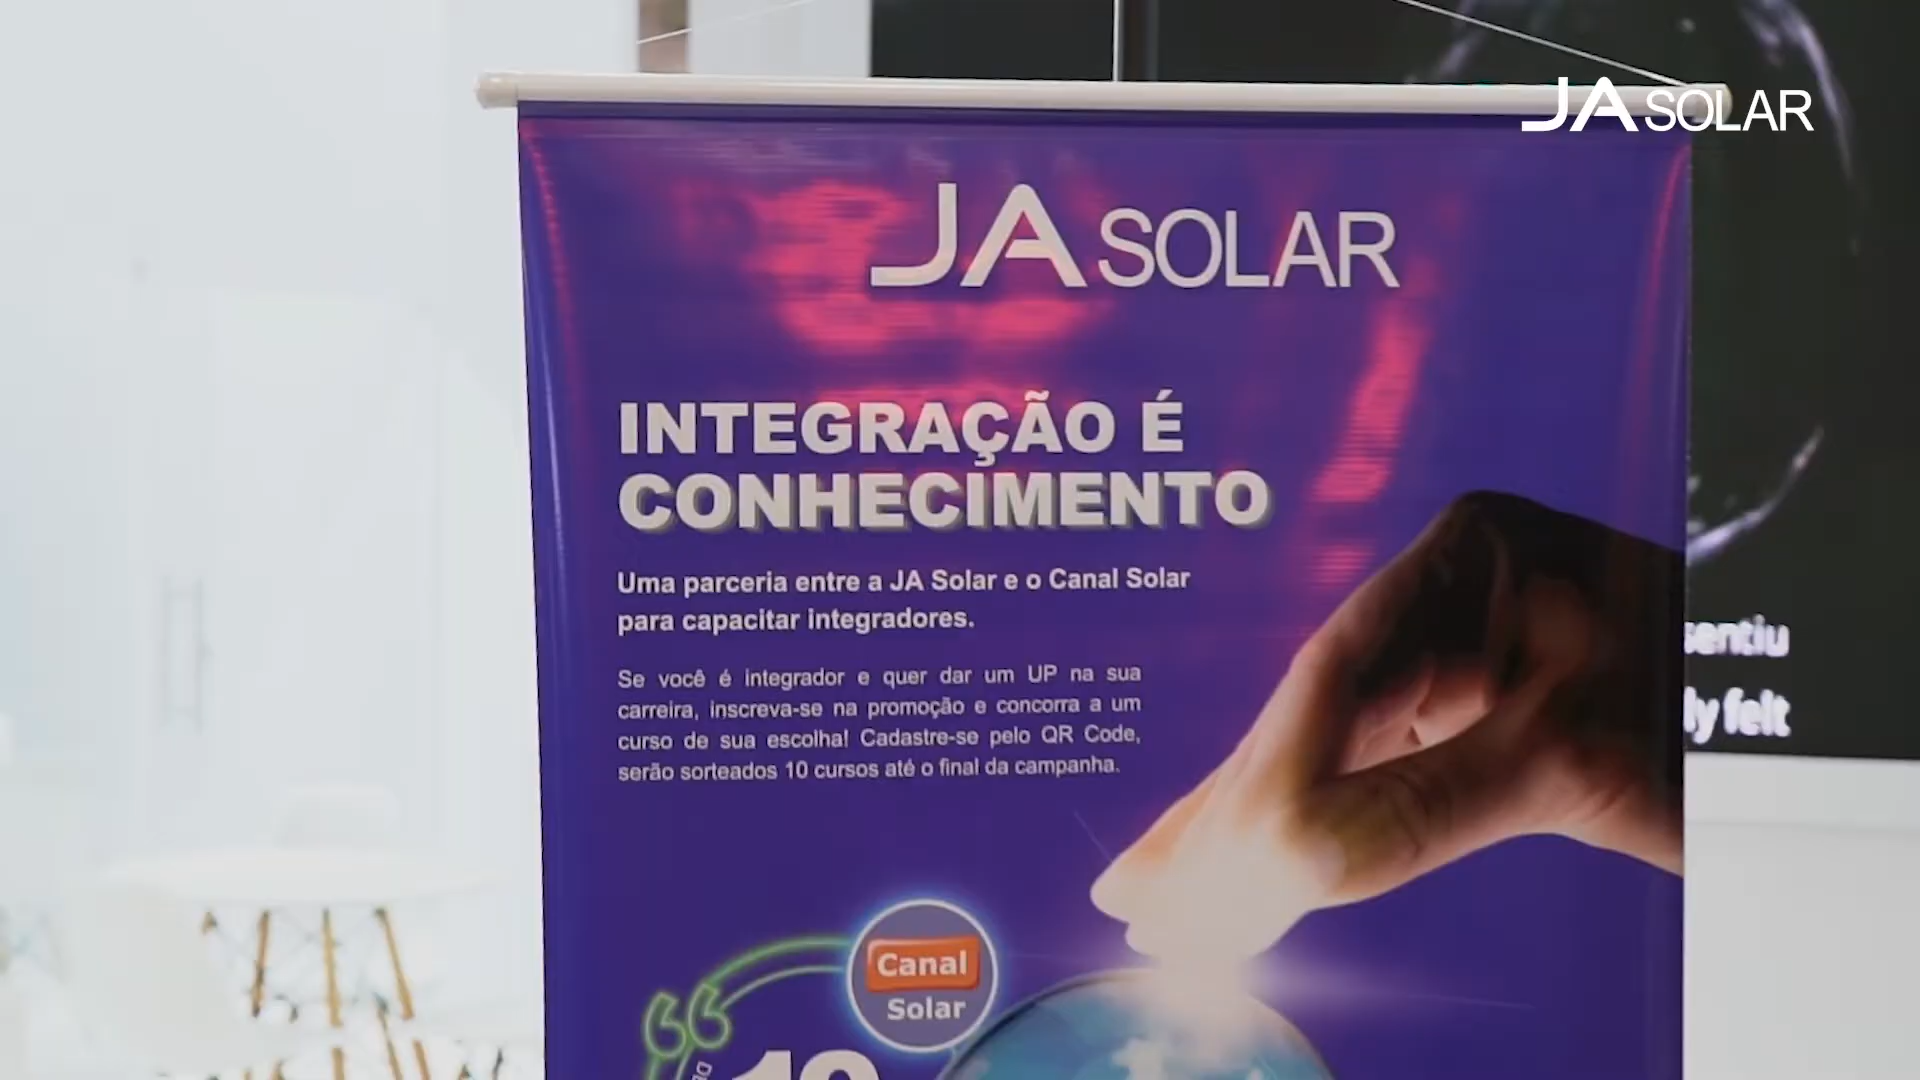 JA SOLAR
JA SOLAR
INTEGRAÇÃO É
CONHECIMENTO
Uma parceria entre a JA Solar e o Canal Solar
para capacitar integradores.
Se você é integrador e quer dar um UP na sua
carreira, inscreva-se na promoção e concorra a um
curso de sua escolha! Cadastre-se pelo QR Code,
serão sorteados 10 cursos até o final da campanha.
sentiu
ly felt
Canal
Solar